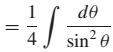 = 1/4 ∫ dθ / sin² θ